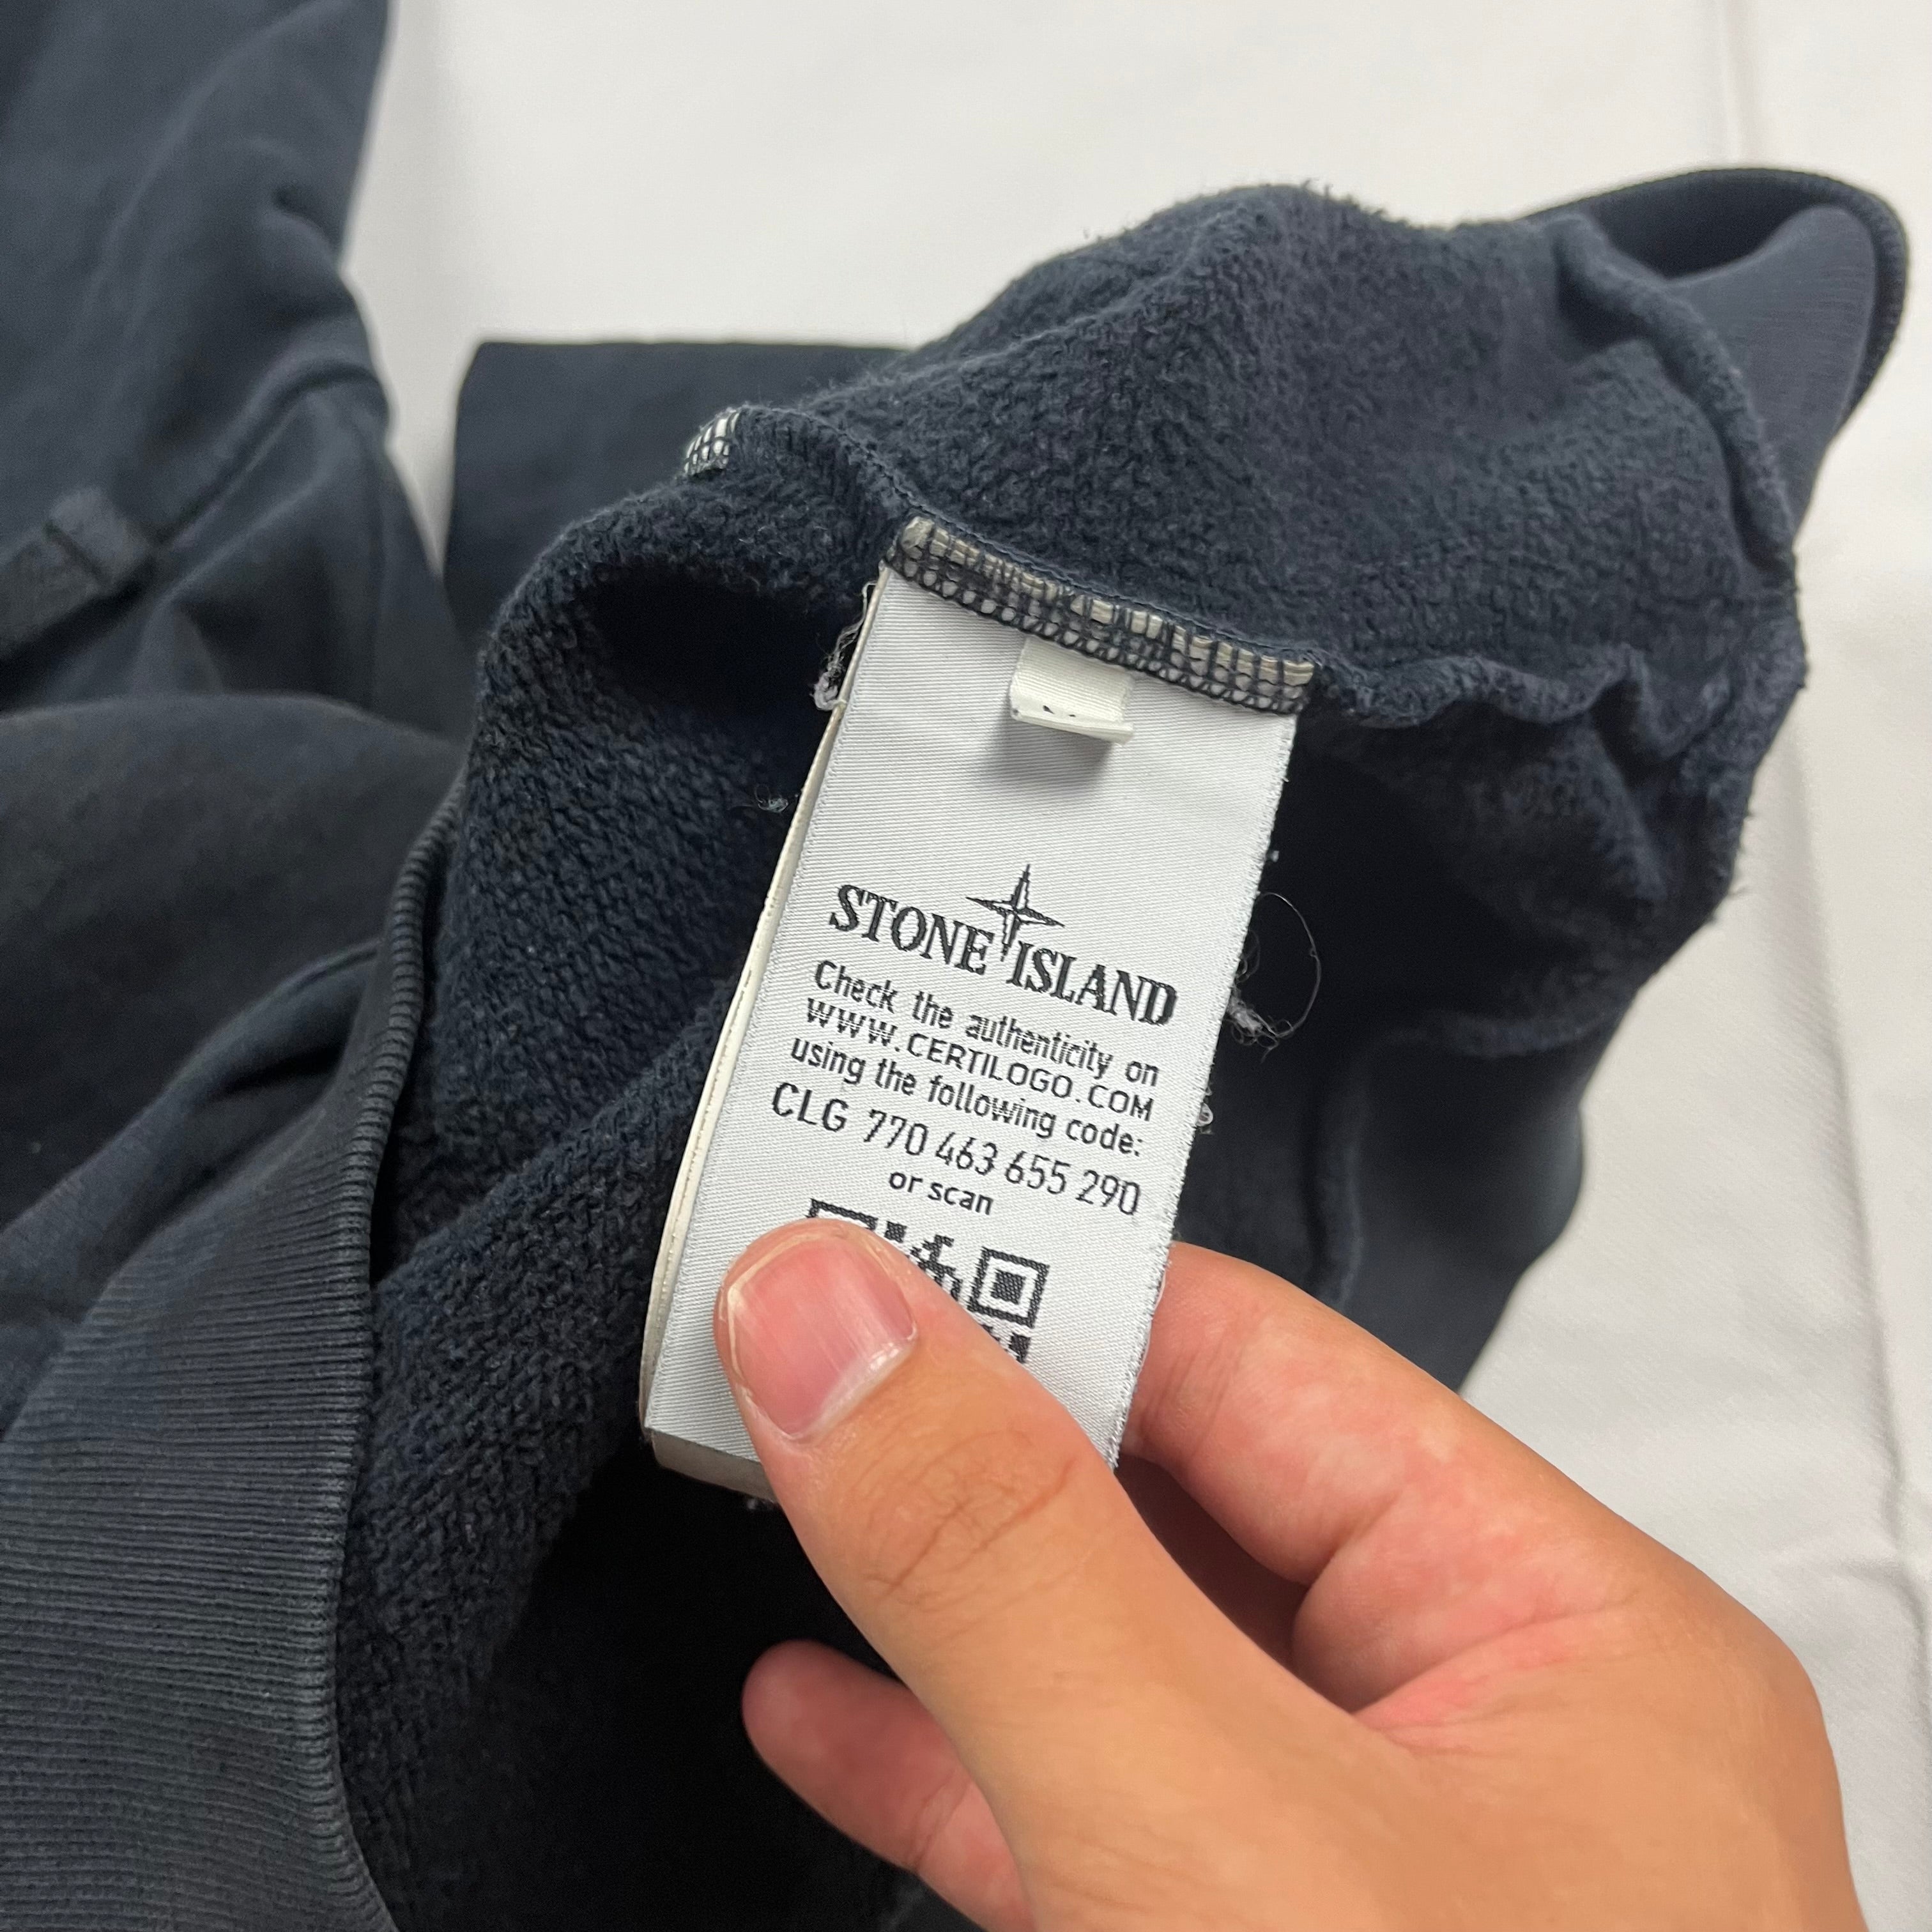 STONE ISLAND
Check the authenticity on
WWW.CERTILOGO.COM
using the following code:
CLG 770 463 655 290
or scan